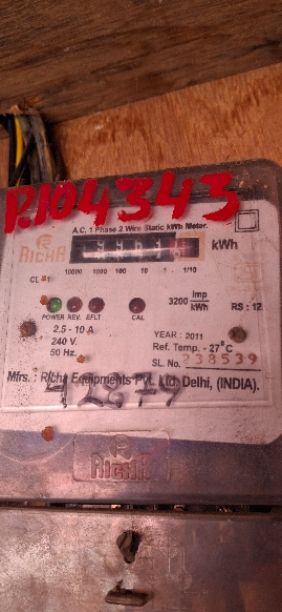 P.104343
A.C. 1 Phase 2 Wire Static kWh Meter.
RICHA
kWh
CL 1
10000 1000 100 10 1 1/10
3200 imp/kWh
RS : 12
POWER REV. EFLT CAL
2.5 - 10 A
YEAR : 2011
240 V.
Ref. Temp. - 27°C
50 Hz.
SL. No. 238539
Mfrs. : Richa Equipments Pvt. Ltd. Delhi, (INDIA).
RICHA